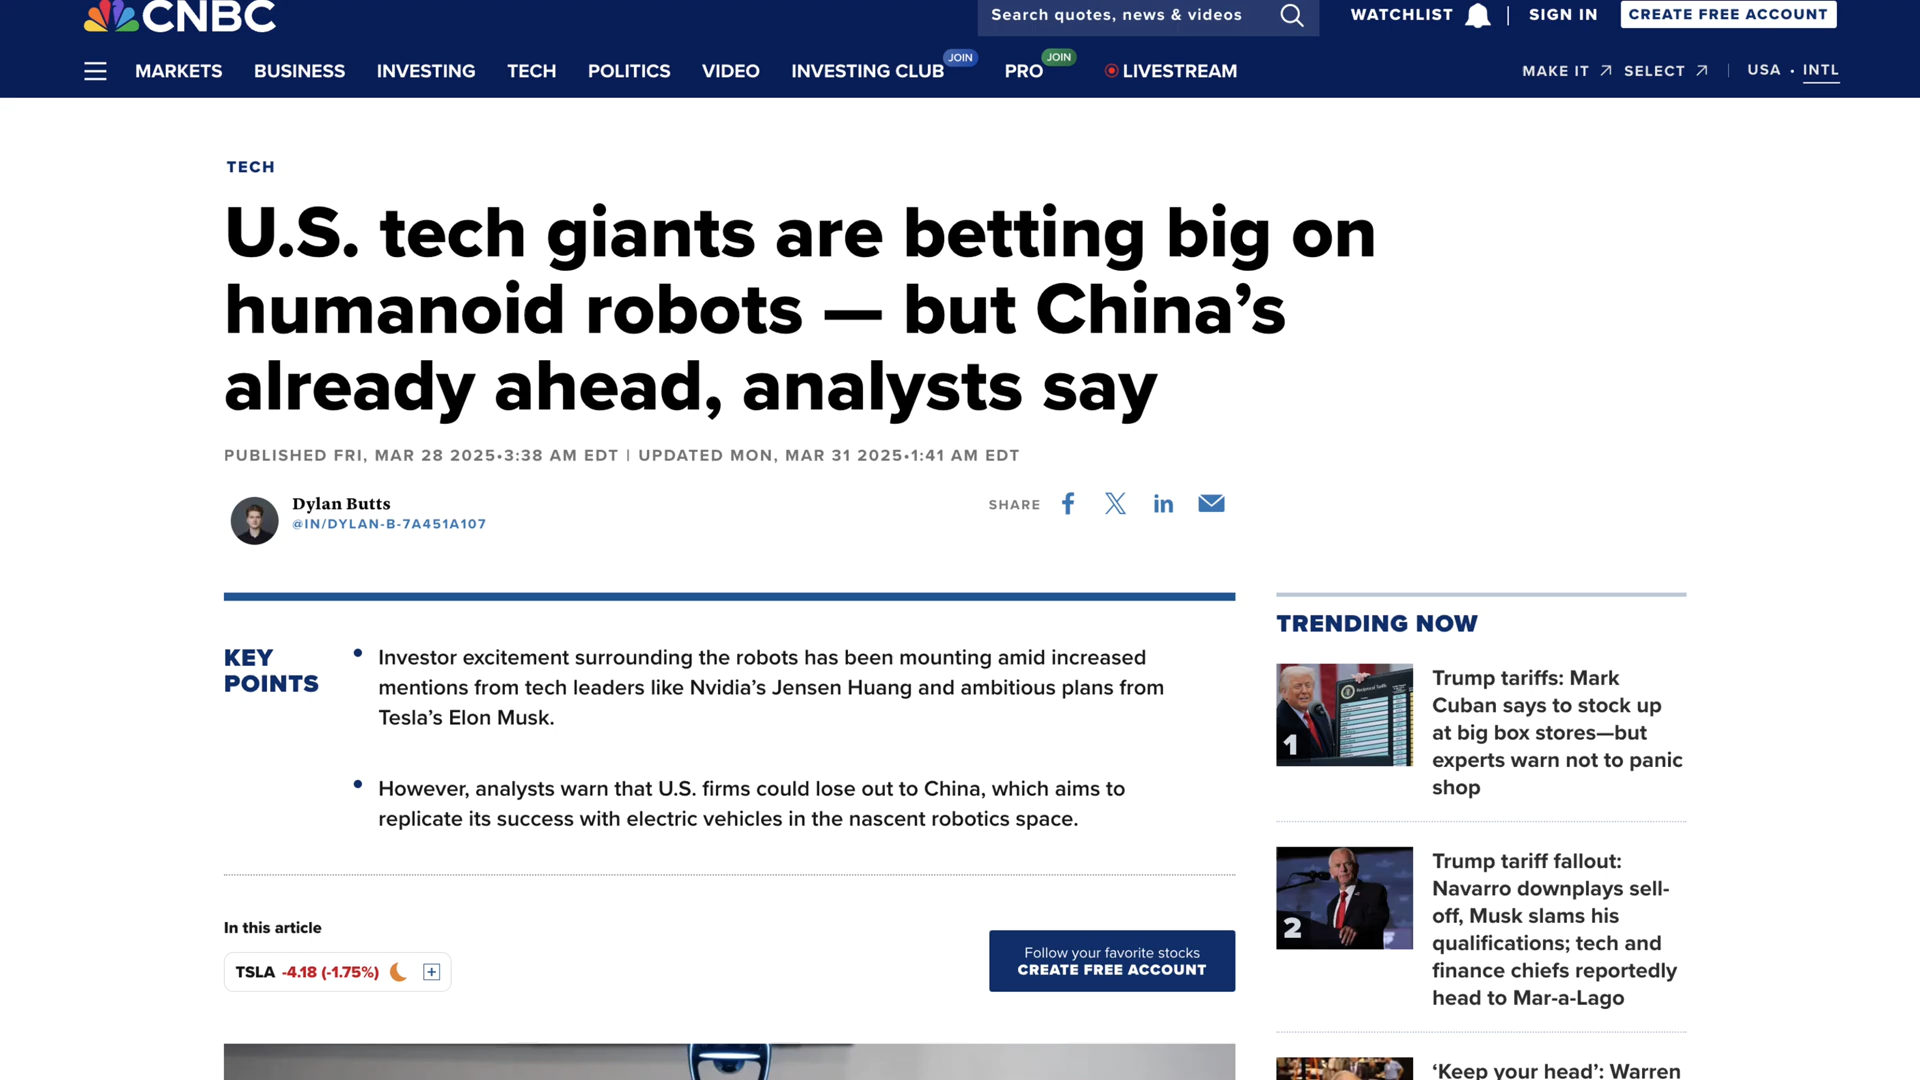 CNBC
Search quotes, news & videos
WATCHLIST
SIGN IN
CREATE FREE ACCOUNT
MARKETS
BUSINESS
INVESTING
TECH
POLITICS
VIDEO
INVESTING CLUB
JOIN
PRO
JOIN
LIVESTREAM
MAKE IT
SELECT
USA • INTL
TECH
U.S. tech giants are betting big on
humanoid robots — but China’s
already ahead, analysts say
PUBLISHED FRI, MAR 28 2025•3:38 AM EDT | UPDATED MON, MAR 31 2025•1:41 AM EDT
Dylan Butts
@IN/DYLAN-B-7A451A107
SHARE
KEY
POINTS
Investor excitement surrounding the robots has been mounting amid increased
mentions from tech leaders like Nvidia’s Jensen Huang and ambitious plans from
Tesla’s Elon Musk.
However, analysts warn that U.S. firms could lose out to China, which aims to
replicate its success with electric vehicles in the nascent robotics space.
In this article
TSLA -4.18 (-1.75%)
Follow your favorite stocks
CREATE FREE ACCOUNT
TRENDING NOW
1
Trump tariffs: Mark
Cuban says to stock up
at big box stores—but
experts warn not to panic
shop
2
Trump tariff fallout:
Navarro downplays sell-
off, Musk slams his
qualifications; tech and
finance chiefs reportedly
head to Mar-a-Lago
‘Keep your head’: Warren